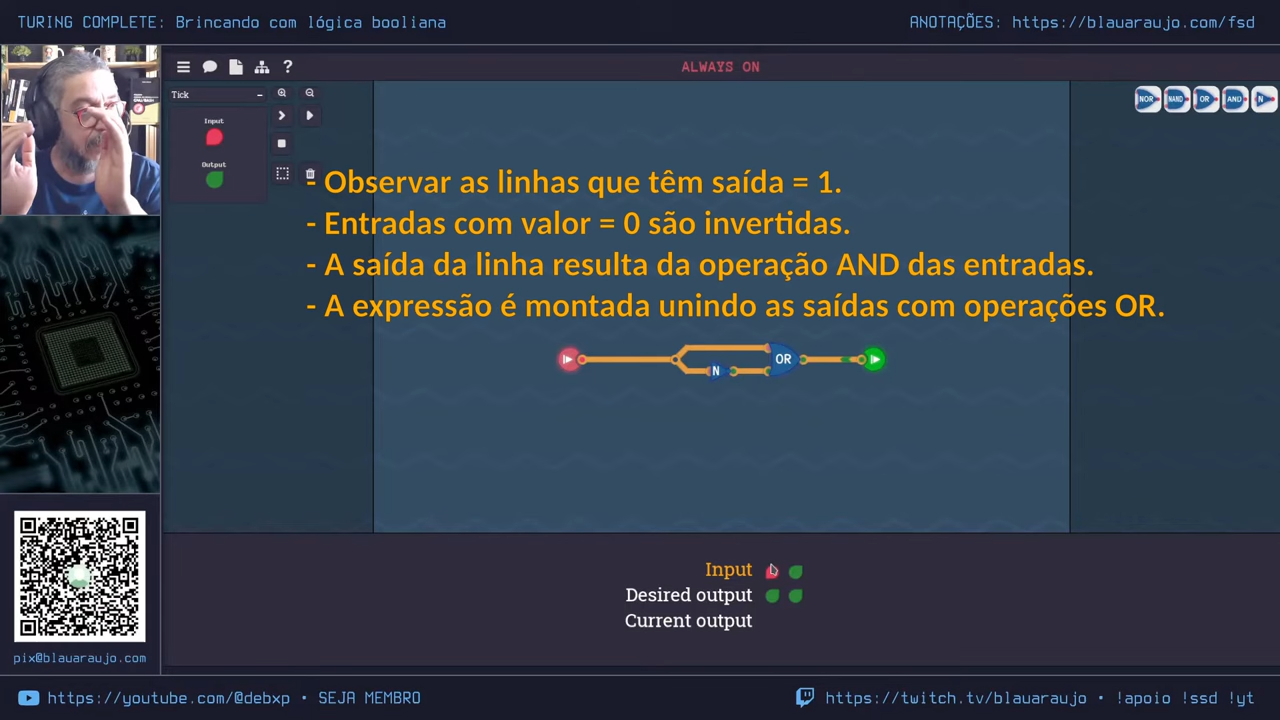 TURING COMPLETE: Brincando com lógica booliana
ANOTAÇÕES: https://blauaraujo.com/fsd
ALWAYS ON
Tick
Input
Output
NOR
NAND
OR
AND
N
- Observar as linhas que têm saída = 1.
- Entradas com valor = 0 são invertidas.
- A saída da linha resulta da operação AND das entradas.
- A expressão é montada unindo as saídas com operações OR.
OR
N
Input
Desired output
Current output
pix@blauaraujo.com
https://youtube.com/@debxp • SEJA MEMBRO
https://twitch.tv/blauaraujo • !apoio !ssd !yt